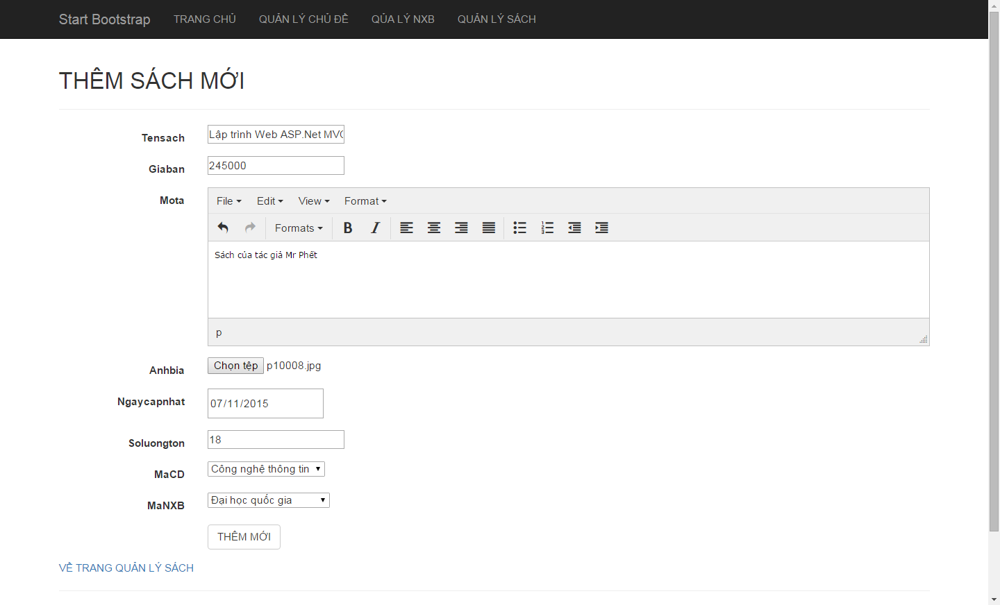 Start Bootstrap TRANG CHỦ QUẢN LÝ CHỦ ĐỀ QỦA LÝ NXB QUẢN LÝ SÁCH
THÊM SÁCH MỚI
Tensach Lập trình Web ASP.Net MVC
Giaban 245000
Mota File Edit View Format
Formats B I
Sách của tác giả Mr Phết
p
Anhbia Chọn tệp p10008.jpg
Ngaycapnhat 07/11/2015
Soluongton 18
MaCD Công nghệ thông tin
MaNXB Đại học quốc gia
THÊM MỚI
VỀ TRANG QUẢN LÝ SÁCH